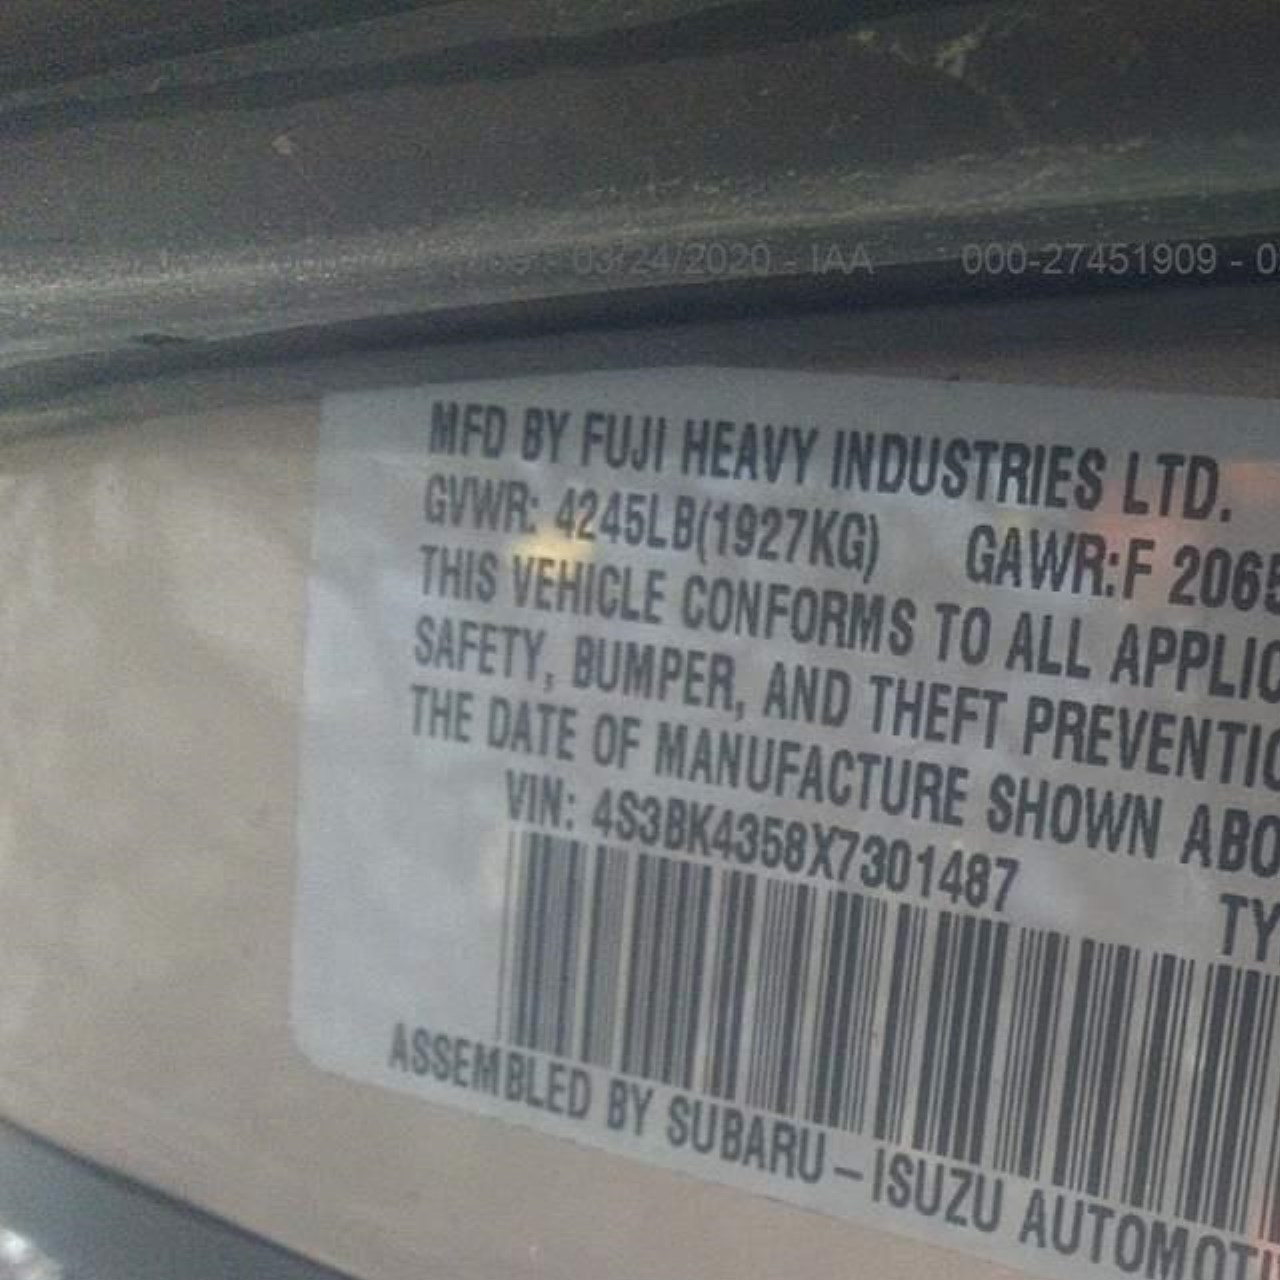 03/24/2020 - IAA 000-27451909 - 0
MFD BY FUJI HEAVY INDUSTRIES LTD.
GVWR: 4245LB(1927KG) GAWR:F 2065
THIS VEHICLE CONFORMS TO ALL APPLIC
SAFETY, BUMPER, AND THEFT PREVENTIO
THE DATE OF MANUFACTURE SHOWN ABO
VIN: 4S3BK4358X7301487
TY
ASSEMBLED BY SUBARU-ISUZU AUTOMOTI